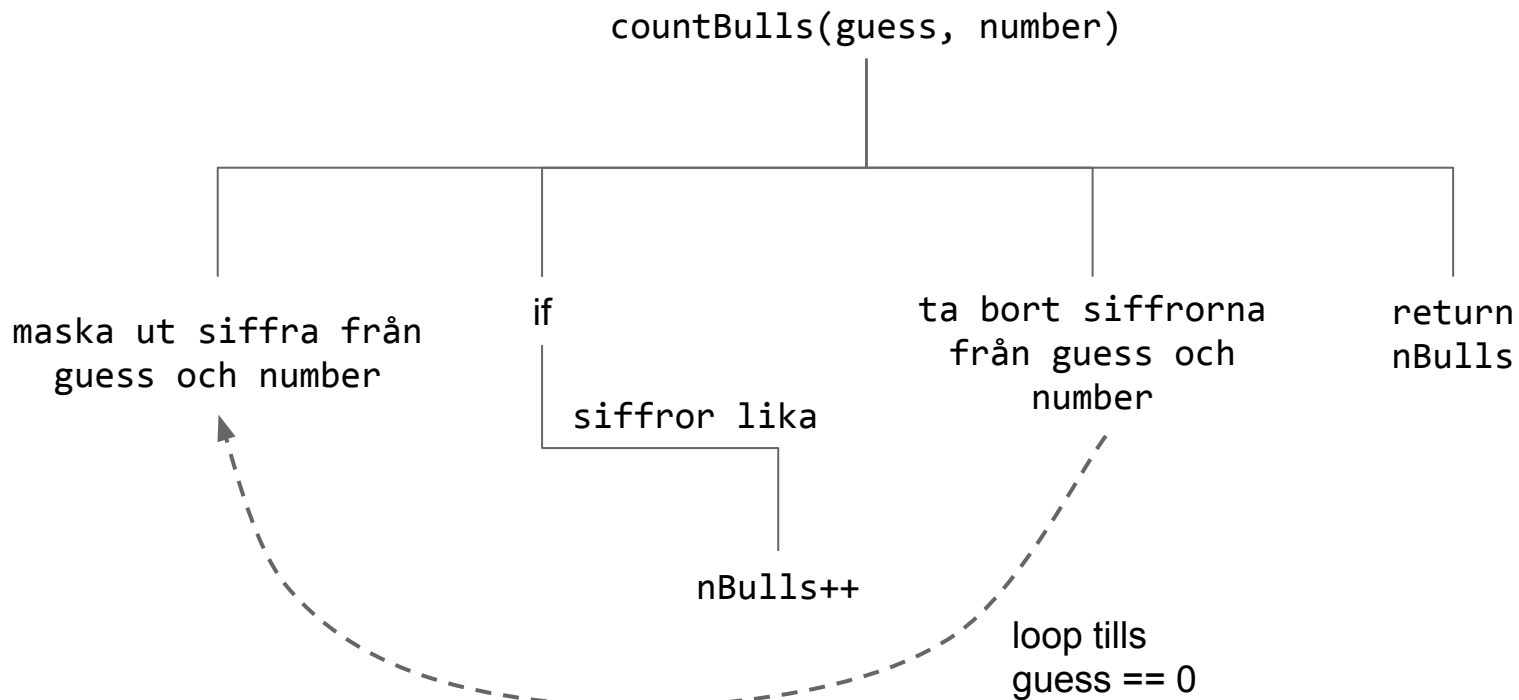 countBulls(guess, number)
maska ut siffra från
guess och number
if
siffror lika
nBulls++
ta bort siffrorna
från guess och
number
return
nBulls
loop tills
guess == 0